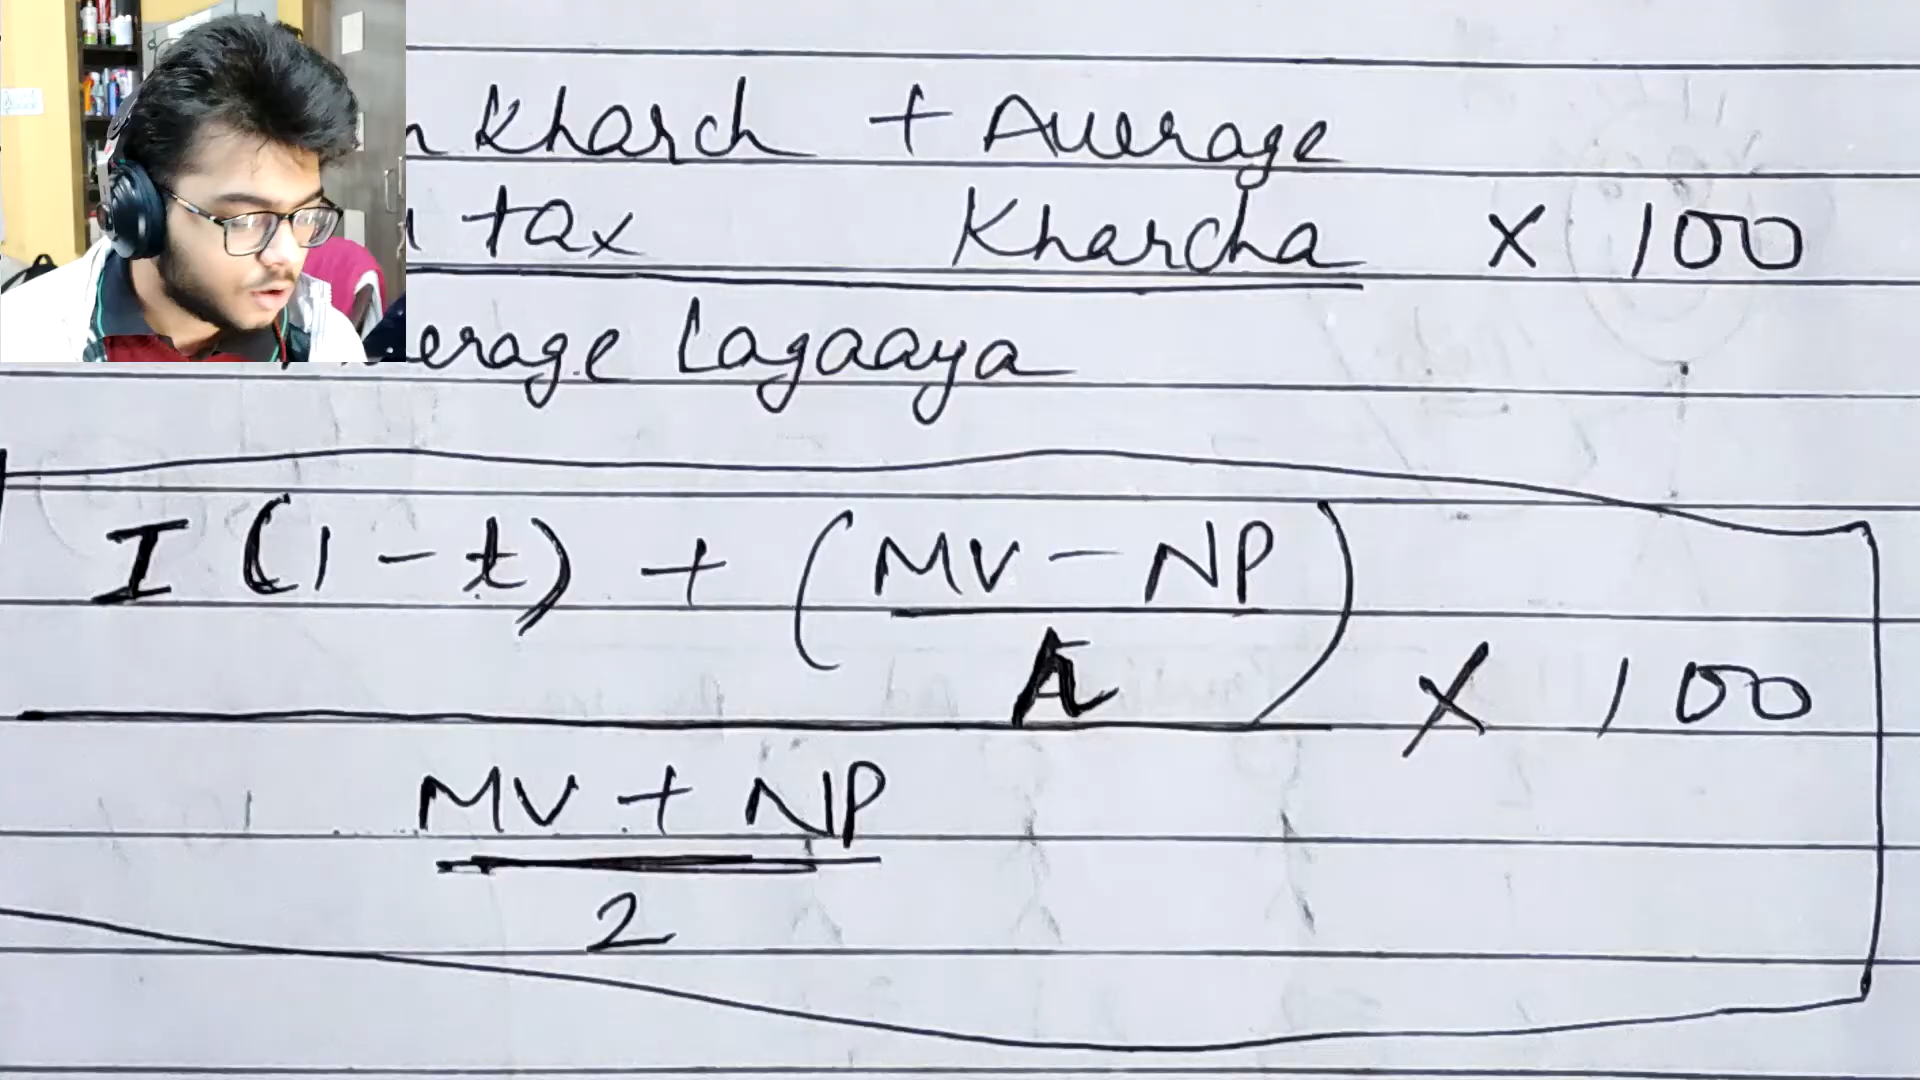 Kharch + Average
tax Kharcha × 100
erage Lagaaya
I (1 - t) + (MV - NP) × 100
MV + NP
2